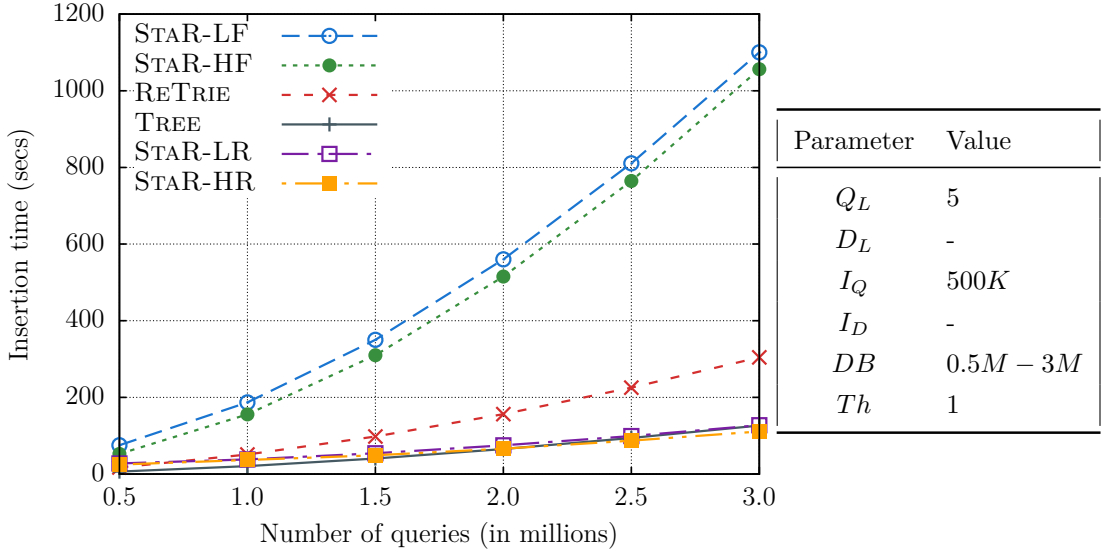 1200
1000
800
600
400
200
0
Insertion time (secs)
STAR-LF
STAR-HF
RETRIE
TREE
STAR-LR
STAR-HR
0.5 1.0 1.5 2.0 2.5 3.0
Number of queries (in millions)
Parameter Value
Q_L 5
D_L -
I_Q 500K
I_D -
DB 0.5M − 3M
Th 1